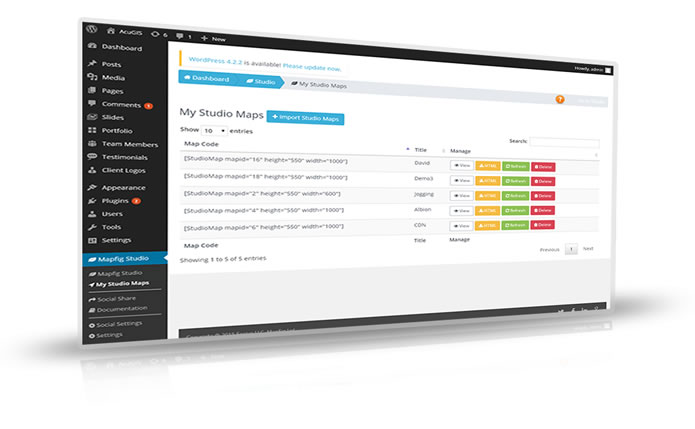 AcuGIS 6 1 + New
Howdy, admin
Dashboard
Posts
Media
Pages
Comments 1
Slides
Portfolio
Team Members
Testimonials
Client Logos
Appearance
Plugins 2
Users
Tools
Settings
Mapfig Studio
Mapfig Studio
My Studio Maps
Social Share
Documentation
Social Settings
Settings
WordPress 4.2.2 is available! Please update now.
Dashboard Studio My Studio Maps
?
My Studio Maps + Import Studio Maps
Show 10 entries
Search:
Map Code Title Manage
[StudioMap mapid="16" height="550" width="1000"] David View HTML Refresh Delete
[StudioMap mapid="18" height="550" width="1000"] Demo3 View HTML Refresh Delete
[StudioMap mapid="2" height="550" width="600"] Jogging View HTML Refresh Delete
[StudioMap mapid="4" height="550" width="1000"] Albion View HTML Refresh Delete
[StudioMap mapid="6" height="550" width="1000"] CDN View HTML Refresh Delete
Map Code Title Manage
Showing 1 to 5 of 5 entries
Previous 1 Next